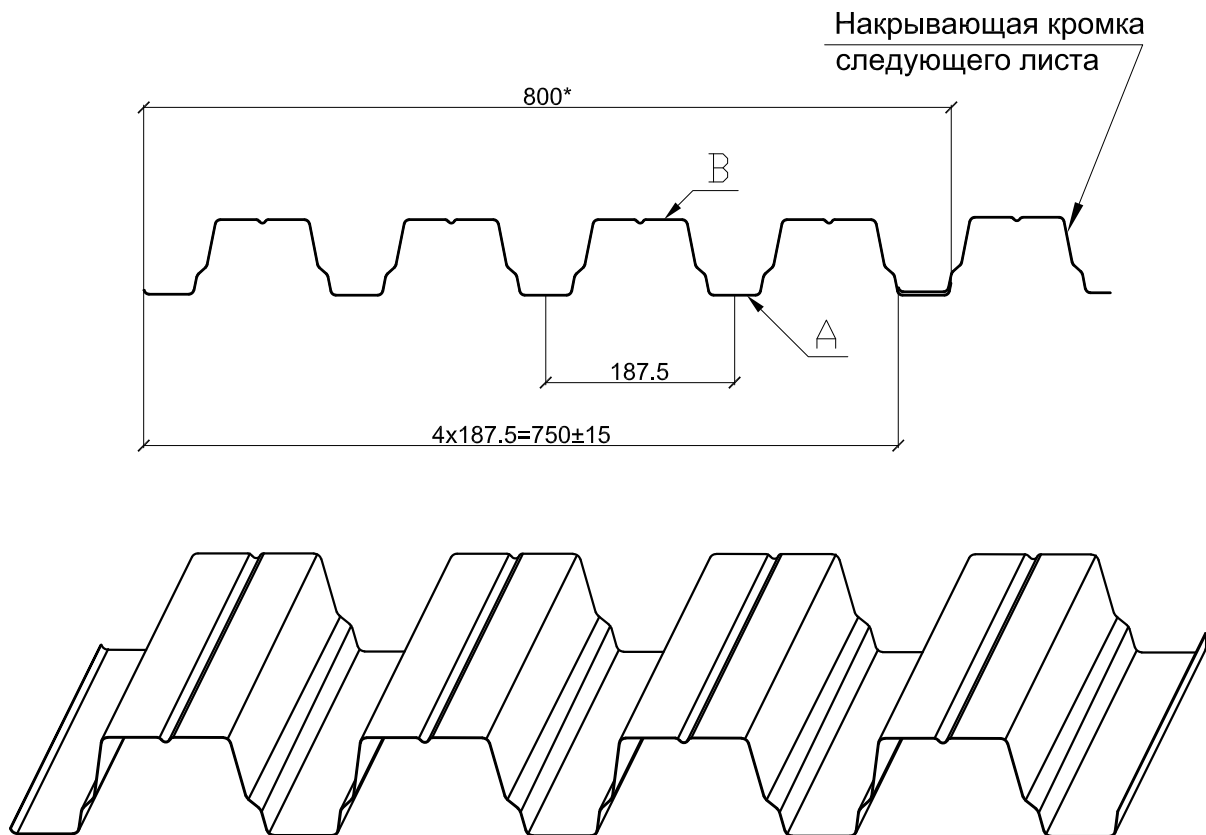 Накрывающая кромка
следующего листа
800*
B
A
187.5
4x187.5=750±15